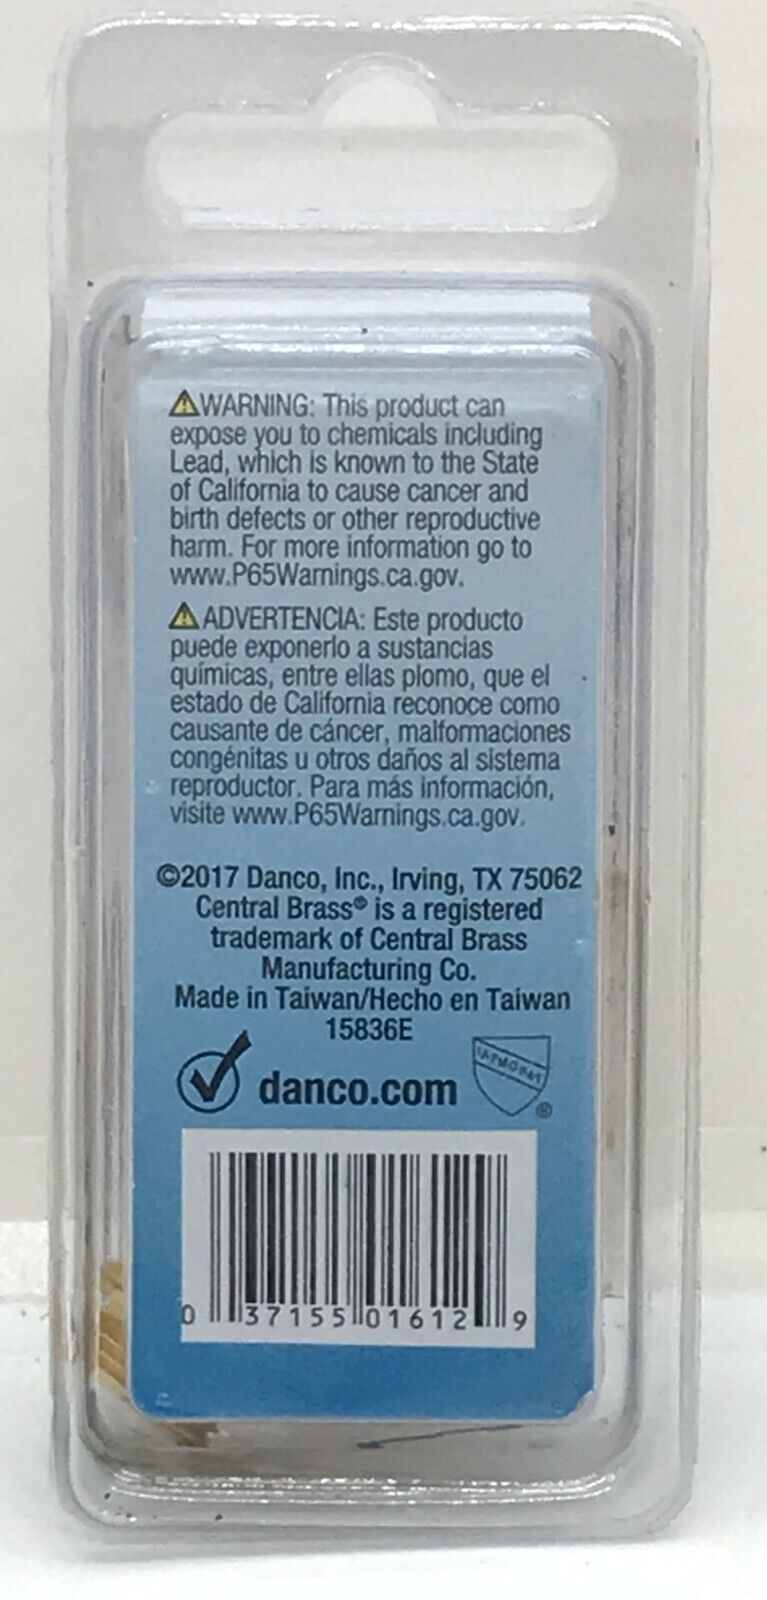 ⚠WARNING: This product can
expose you to chemicals including
Lead, which is known to the State
of California to cause cancer and
birth defects or other reproductive
harm. For more information go to
www.P65Warnings.ca.gov.
⚠ADVERTENCIA: Este producto
puede exponerlo a sustancias
químicas, entre ellas plomo, que el
estado de California reconoce como
causante de cáncer, malformaciones
congénitas u otros daños al sistema
reproductor. Para más información,
visite www.P65Warnings.ca.gov.
©2017 Danco, Inc., Irving, TX 75062
Central Brass® is a registered
trademark of Central Brass
Manufacturing Co.
Made in Taiwan/Hecho en Taiwan
15836E
danco.com
IAPMO R&T
®
0 37155 01612 9